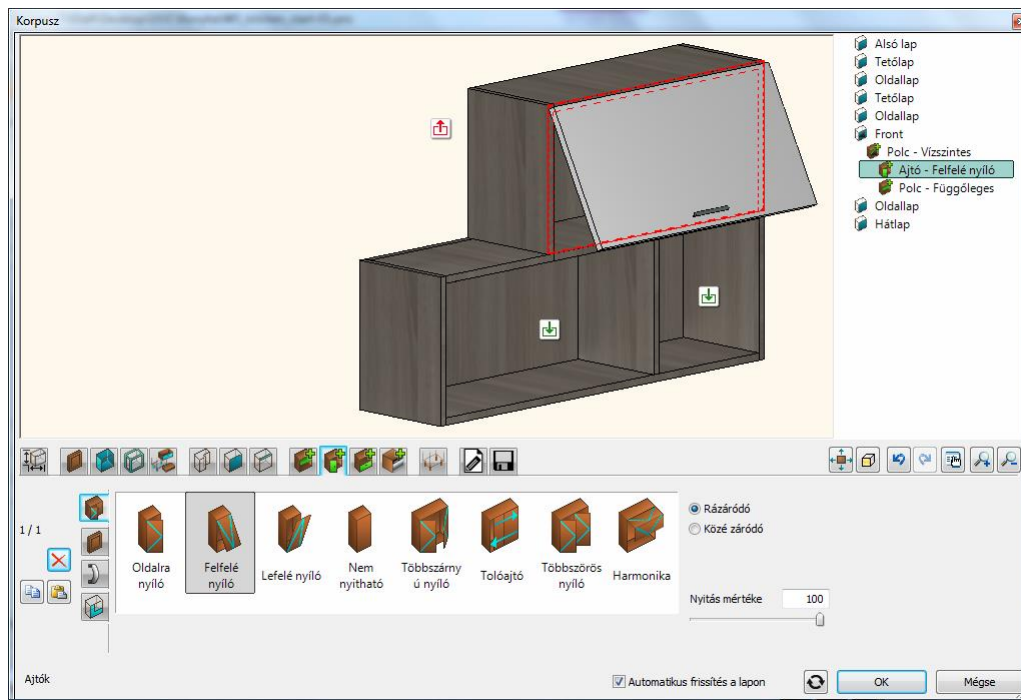 Korpusz
Alsó lap
Tetőlap
Oldallap
Tetőlap
Oldallap
Front
Polc - Vízszintes
Ajtó - Felfelé nyíló
Polc - Függőleges
Oldallap
Hátlap
1 / 1
Oldalra
nyíló
Felfelé
nyíló
Lefelé nyíló
Nem
nyitható
Többszárny
ú nyíló
Tolóajtó
Többszörös
nyíló
Harmonika
Rázáródó
Közé záródó
Nyitás mértéke 100
Ajtók
Automatikus frissítés a lapon
OK
Mégse